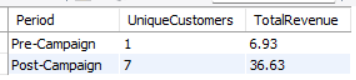 Period UniqueCustomers TotalRevenue
Pre-Campaign 1 6.93
Post-Campaign 7 36.63